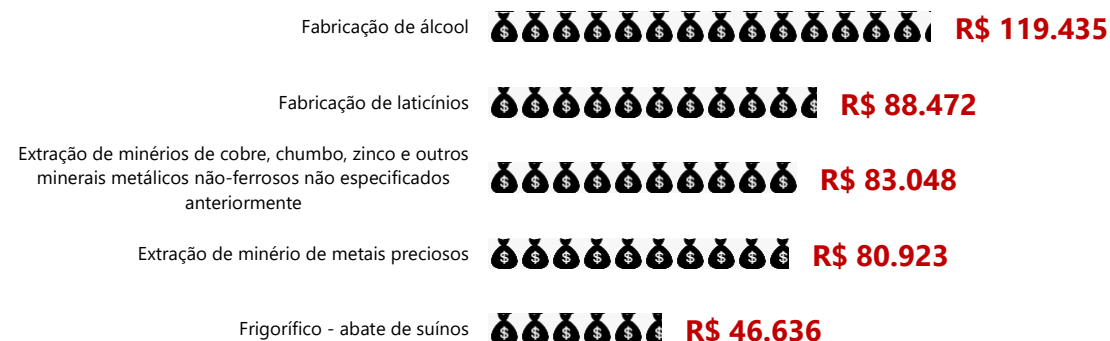 Fabricação de álcool
R$ 119.435
Fabricação de laticínios
R$ 88.472
Extração de minérios de cobre, chumbo, zinco e outros
minerais metálicos não-ferrosos não especificados
anteriormente
R$ 83.048
Extração de minério de metais preciosos
R$ 80.923
Frigorífico - abate de suínos
R$ 46.636